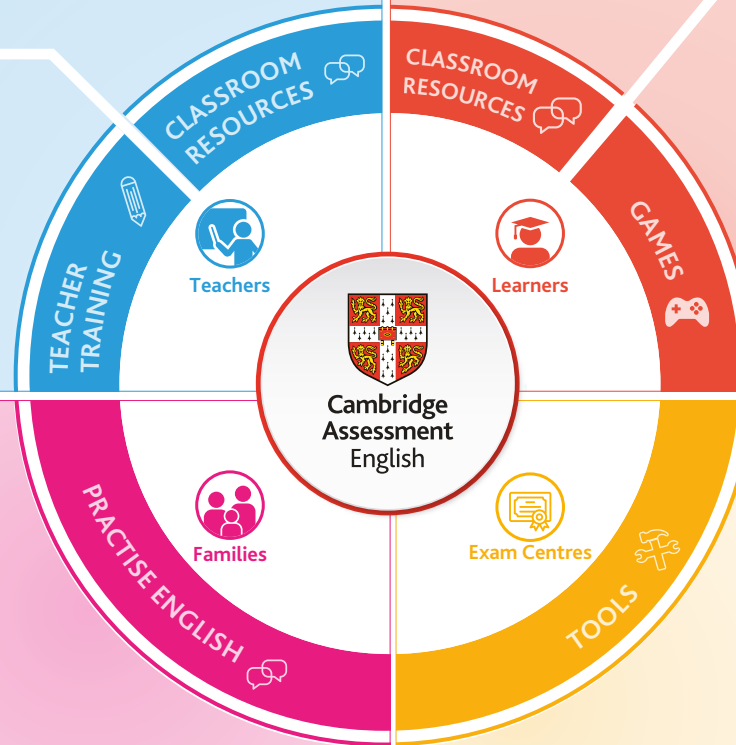 CLASSROOM
RESOURCES
CLASSROOM
RESOURCES
TEACHER
TRAINING
GAMES
Teachers
Learners
Cambridge
Assessment
English
Families
Exam Centres
PRACTISE ENGLISH
TOOLS